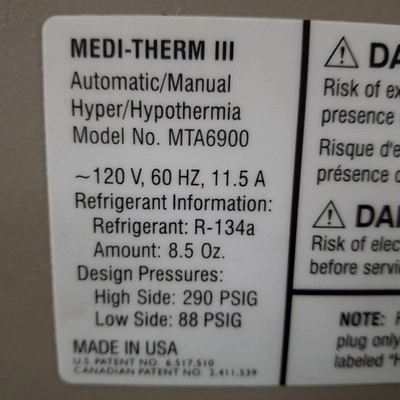 MEDI-THERM III
Automatic/Manual
Hyper/Hypothermia
Model No. MTA6900
~120 V, 60 HZ, 11.5 A
Refrigerant Information:
Refrigerant: R-134a
Amount: 8.5 Oz.
Design Pressures:
High Side: 290 PSIG
Low Side: 88 PSIG
MADE IN USA
U.S. PATENT NO. 6,517,510
CANADIAN PATENT NO. 2,411,539
⚠ DA
Risk of ex
presence
Risque d'e
présence d
⚠ DA
Risk of elec
before servi
NOTE:
plug only
labeled "H